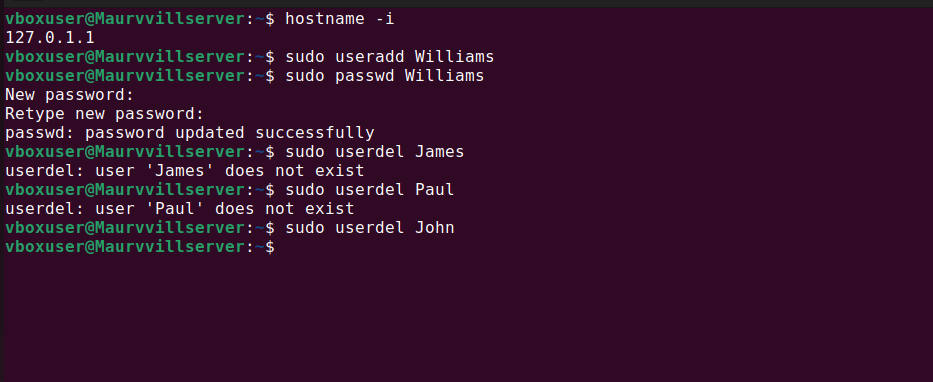 vboxuser@Maurvvillserver:~$ hostname -i
127.0.1.1
vboxuser@Maurvvillserver:~$ sudo useradd Williams
vboxuser@Maurvvillserver:~$ sudo passwd Williams
New password:
Retype new password:
passwd: password updated successfully
vboxuser@Maurvvillserver:~$ sudo userdel James
userdel: user 'James' does not exist
vboxuser@Maurvvillserver:~$ sudo userdel Paul
userdel: user 'Paul' does not exist
vboxuser@Maurvvillserver:~$ sudo userdel John
vboxuser@Maurvvillserver:~$